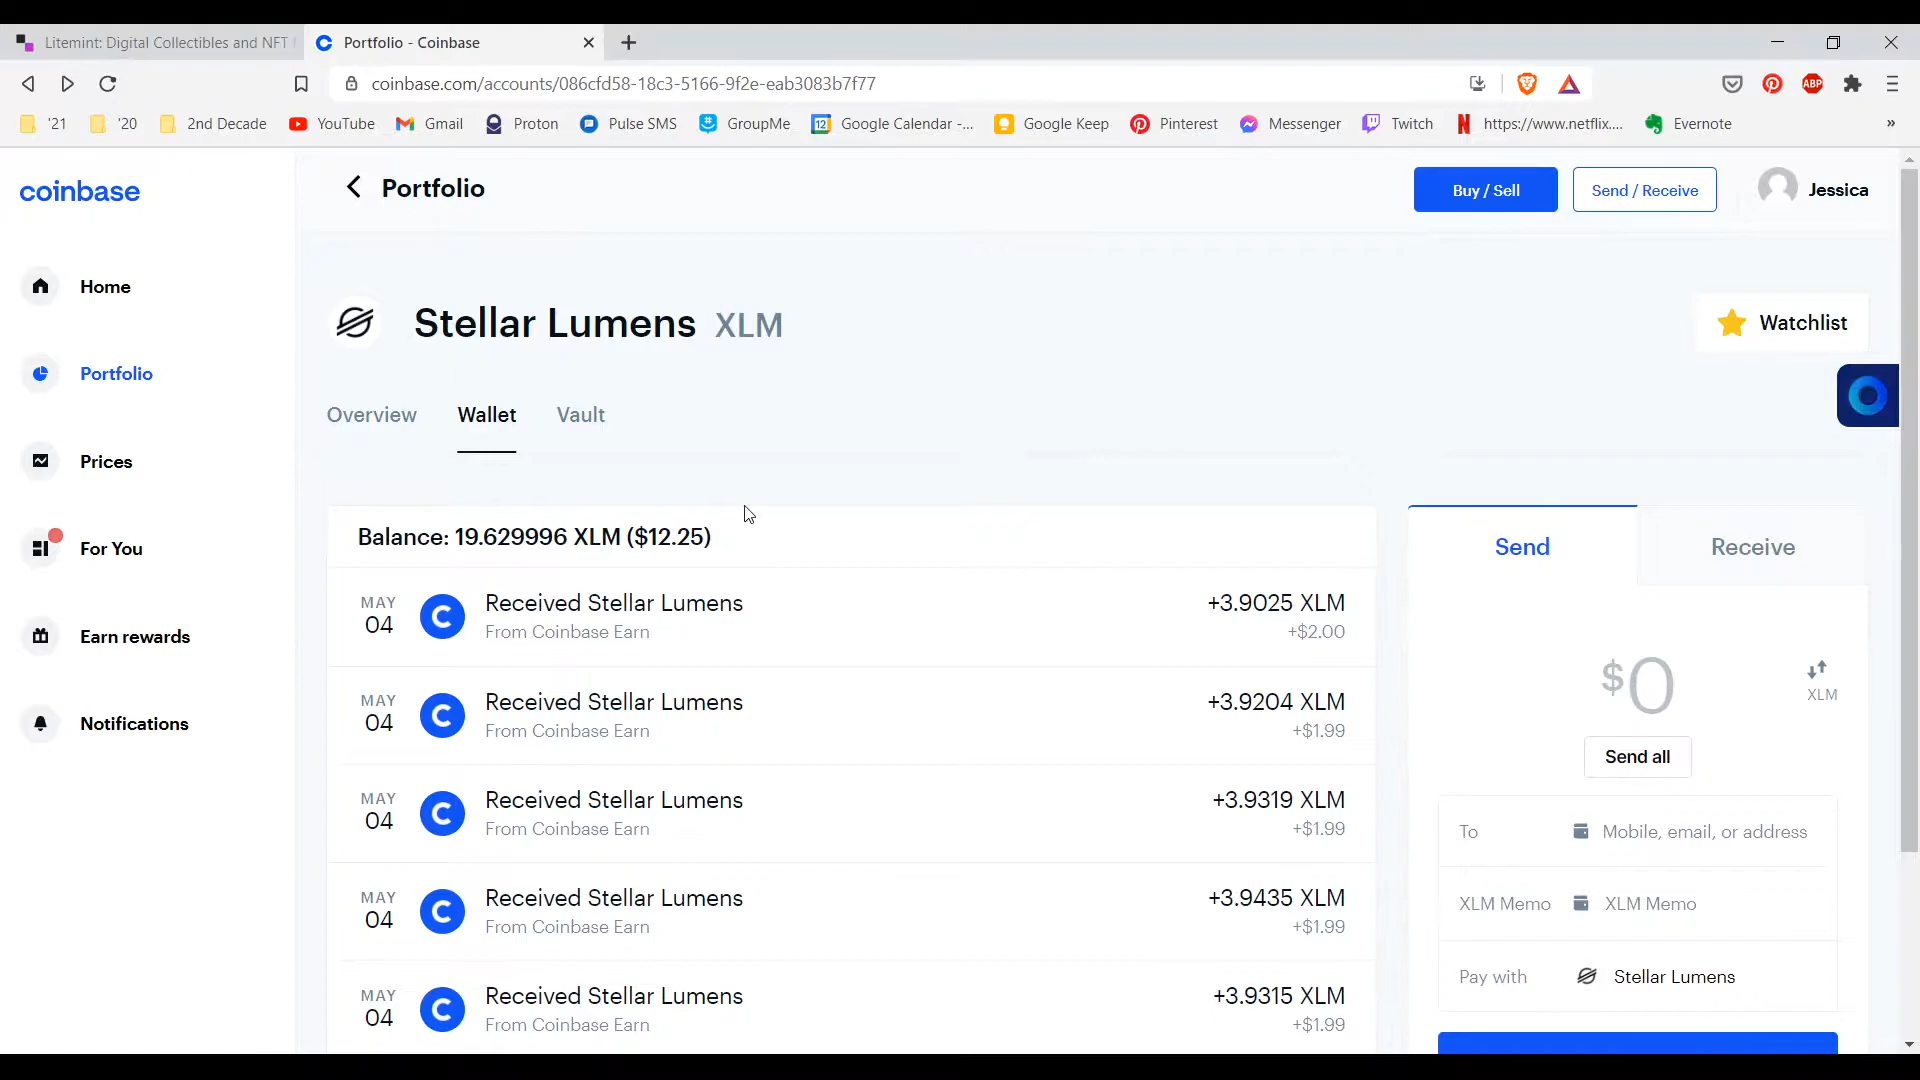 Litemint: Digital Collectibles and NFT
Portfolio - Coinbase
coinbase.com/accounts/086cfd58-18c3-5166-9f2e-eab3083b7f77
ABP
'21
'20
2nd Decade
YouTube
Gmail
Proton
Pulse SMS
GroupMe
12
Google Calendar -...
Google Keep
Pinterest
Messenger
Twitch
https://www.netflix....
Evernote
»
coinbase
Portfolio
Buy / Sell
Send / Receive
Jessica
Home
Portfolio
Prices
For You
Earn rewards
Notifications
Stellar Lumens XLM
Watchlist
Overview
Wallet
Vault
Balance: 19.629996 XLM ($12.25)
MAY
04
Received Stellar Lumens
From Coinbase Earn
+3.9025 XLM
+$2.00
MAY
04
Received Stellar Lumens
From Coinbase Earn
+3.9204 XLM
+$1.99
MAY
04
Received Stellar Lumens
From Coinbase Earn
+3.9319 XLM
+$1.99
MAY
04
Received Stellar Lumens
From Coinbase Earn
+3.9435 XLM
+$1.99
MAY
04
Received Stellar Lumens
From Coinbase Earn
+3.9315 XLM
+$1.99
Send
Receive
$0
XLM
Send all
To
Mobile, email, or address
XLM Memo
XLM Memo
Pay with
Stellar Lumens